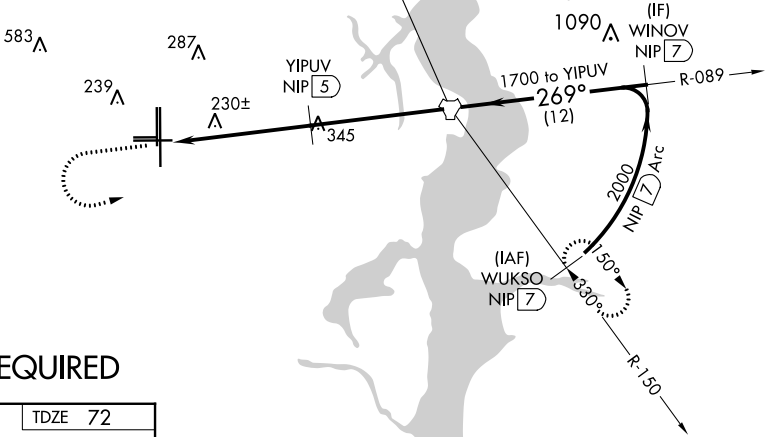 (IF)
1090
WINOV
NIP 7
583
287
YIPUV
NIP 5
1700 to YIPUV
R-089
239
269°
(12)
230±
345
2000
NIP 7 Arc
(IAF)
WUKSO
NIP 7
150°
330°
R-150
EQUIRED
TDZE 72